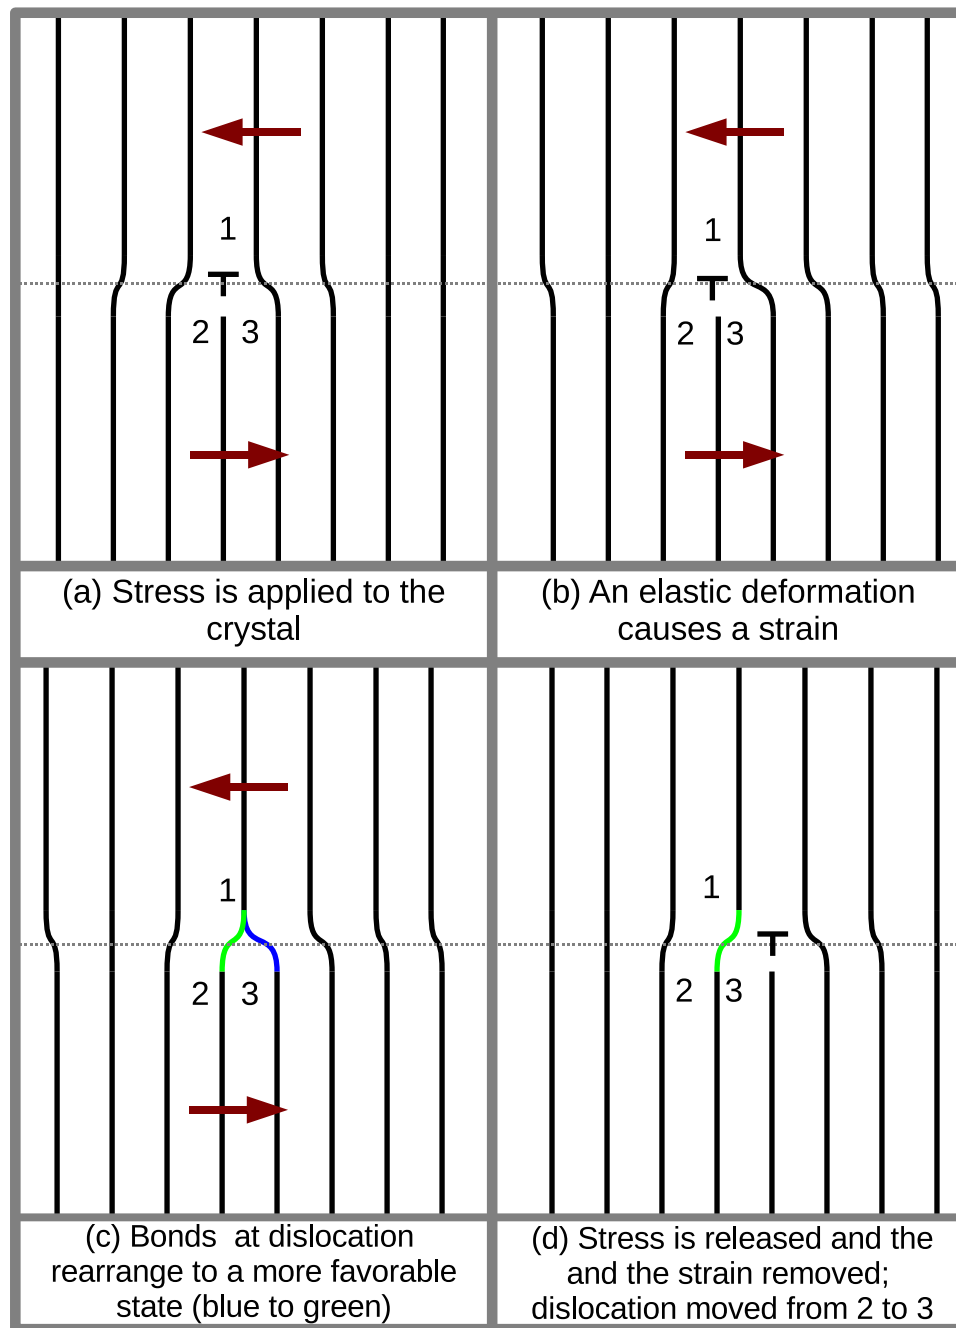 1
1
2 3
2 3
(a) Stress is applied to the
crystal
(b) An elastic deformation
causes a strain
1
1
2 3
2 3
(c) Bonds at dislocation
rearrange to a more favorable
state (blue to green)
(d) Stress is released and the
and the strain removed;
dislocation moved from 2 to 3